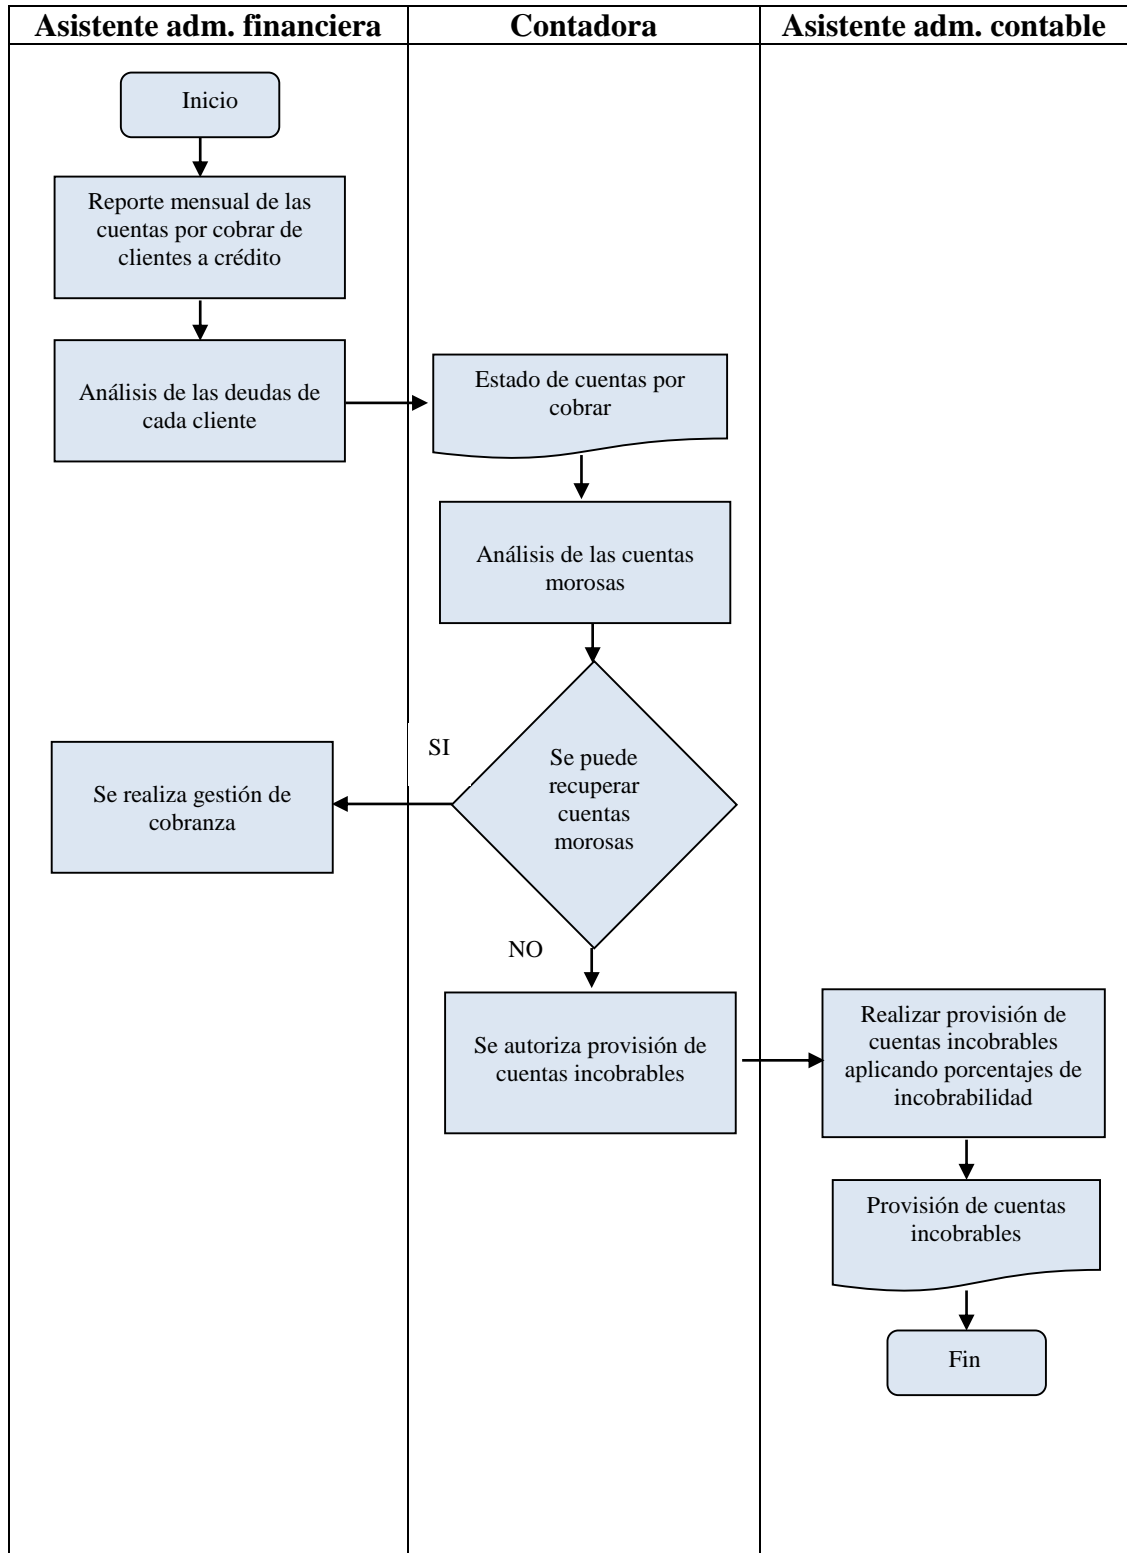 Asistente adm. financiera
Contadora
Asistente adm. contable
Inicio
Reporte mensual de las
cuentas por cobrar de
clientes a crédito
Análisis de las deudas de
cada cliente
Estado de cuentas por
cobrar
Análisis de las cuentas
morosas
Se puede
recuperar
cuentas
morosas
SI
Se realiza gestión de
cobranza
NO
Se autoriza provisión de
cuentas incobrables
Realizar provisión de
cuentas incobrables
aplicando porcentajes de
incobrabilidad
Provisión de cuentas
incobrables
Fin